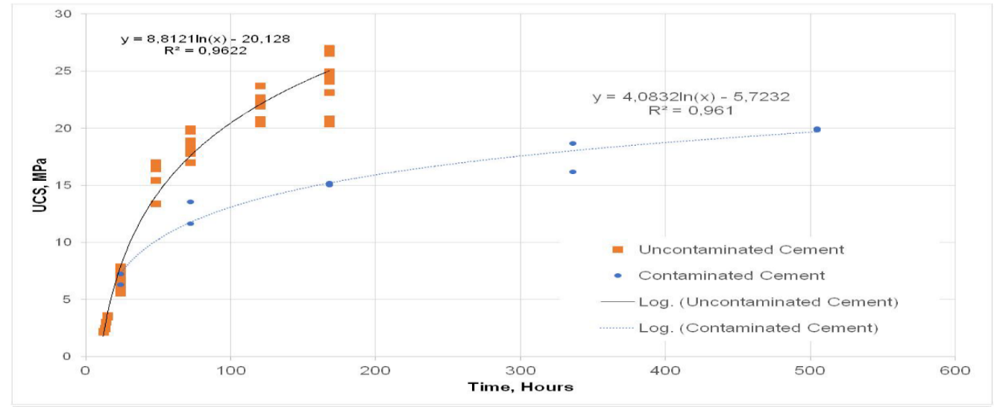 30
25
20
15
10
5
0
UCS, MPa
y = 8,8121ln(x) - 20,128
R² = 0,9622
y = 4,0832ln(x) - 5,7232
R² = 0,961
Uncontaminated Cement
Contaminated Cement
Log. (Uncontaminated Cement)
Log. (Contaminated Cement)
0 100 200 300 400 500 600
Time, Hours